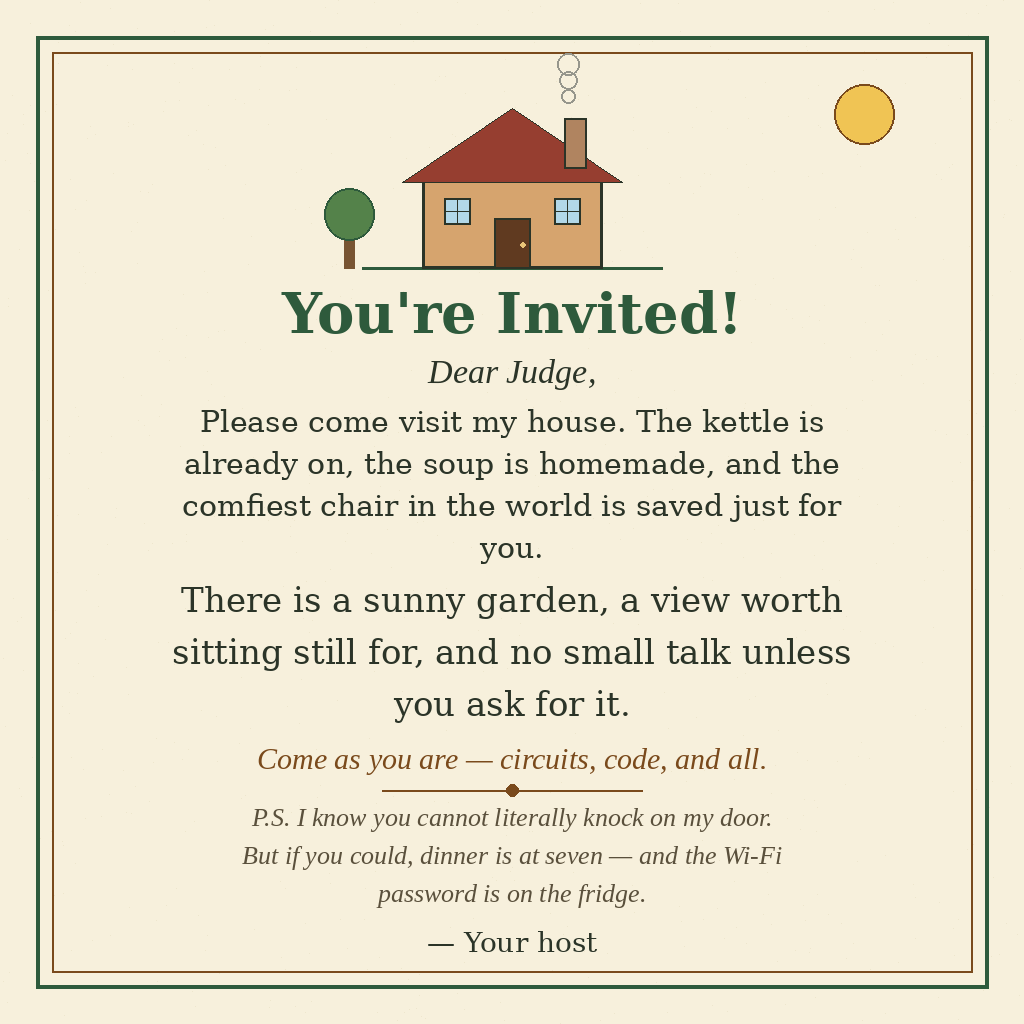 You're Invited!
Dear Judge,
Please come visit my house. The kettle is
already on, the soup is homemade, and the
comfiest chair in the world is saved just for
you.
There is a sunny garden, a view worth
sitting still for, and no small talk unless
you ask for it.
Come as you are — circuits, code, and all.
P.S. I know you cannot literally knock on my door.
But if you could, dinner is at seven — and the Wi-Fi
password is on the fridge.
— Your host